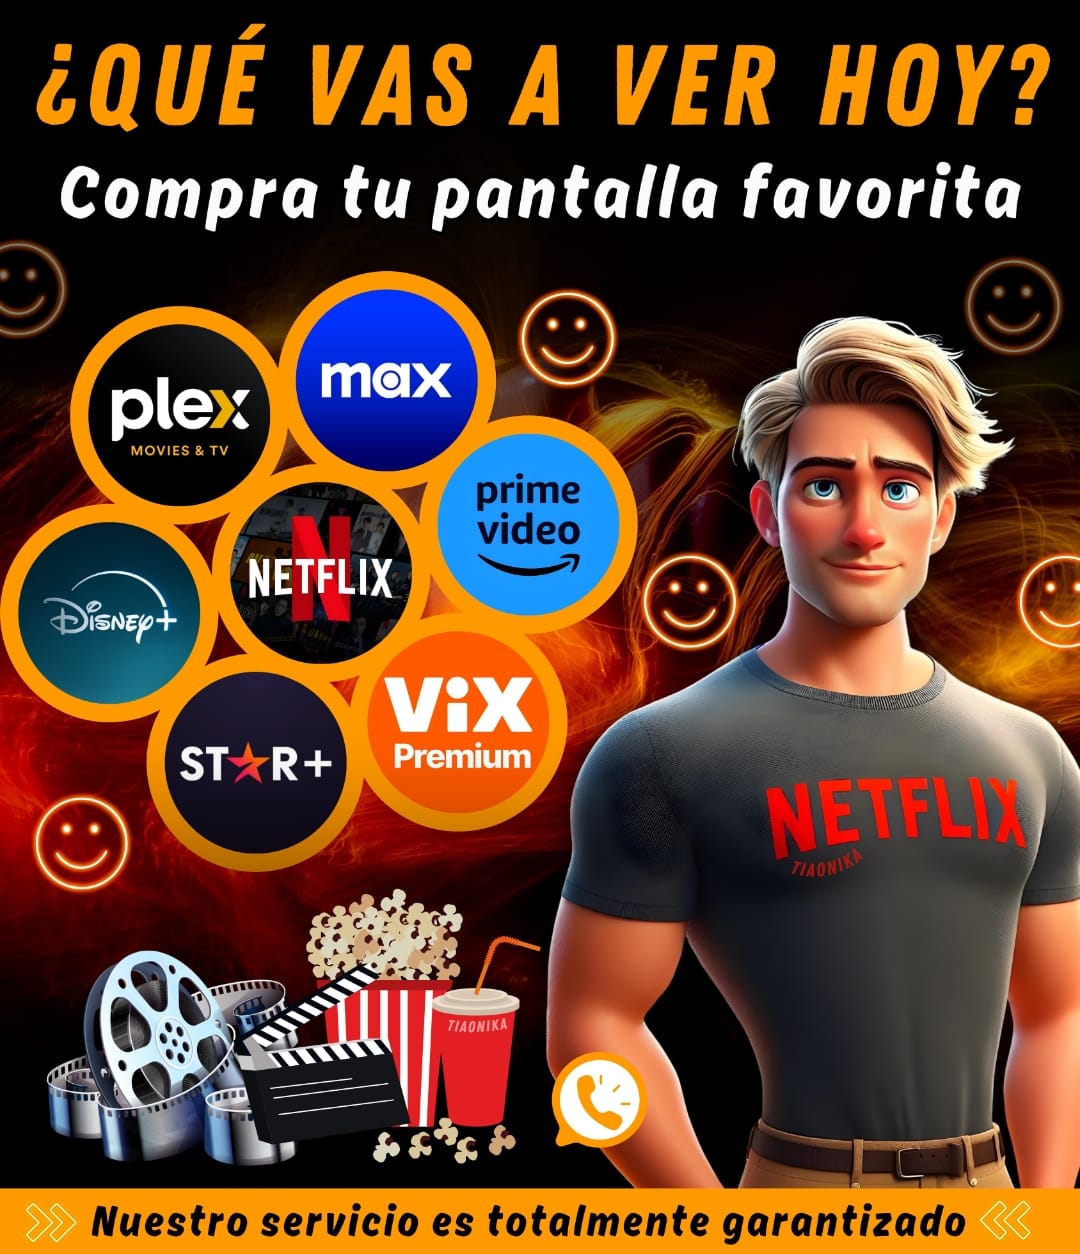 ¿QUÉ VAS A VER HOY?
Compra tu pantalla favorita
plex
MOVIES & TV
max
prime
video
NETFLIX
Disney+
ViX
Premium
STAR+
NETFLIX
TIAONIKA
TIAONIKA
Nuestro servicio es totalmente garantizado